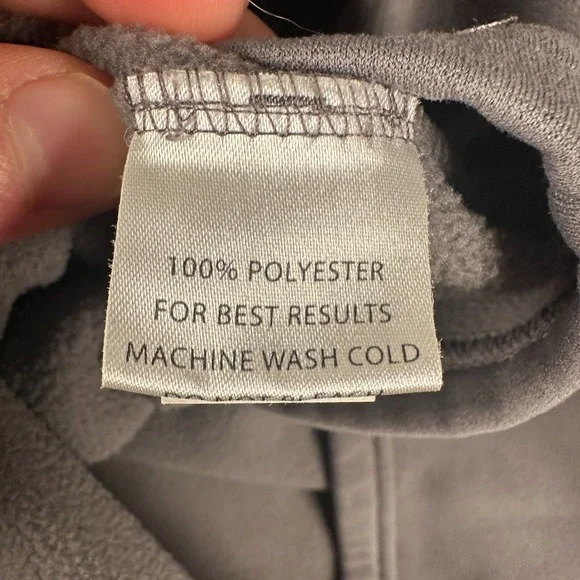 100% POLYESTER
FOR BEST RESULTS
MACHINE WASH COLD